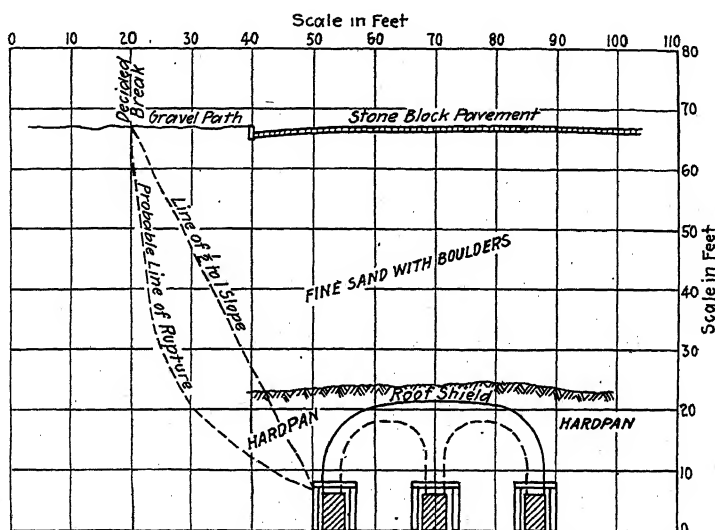 Scale in Feet
0 10 20 30 40 50 60 70 80 90 100 110
80
70
60
50
40
30
20
10
0
Scale in Feet
Decided
Break
Gravel Path
Stone Block Pavement
Probable Line of Rupture
Line of ½ to 1 Slope
FINE SAND WITH BOULDERS
Roof Shield
HARDPAN
HARDPAN